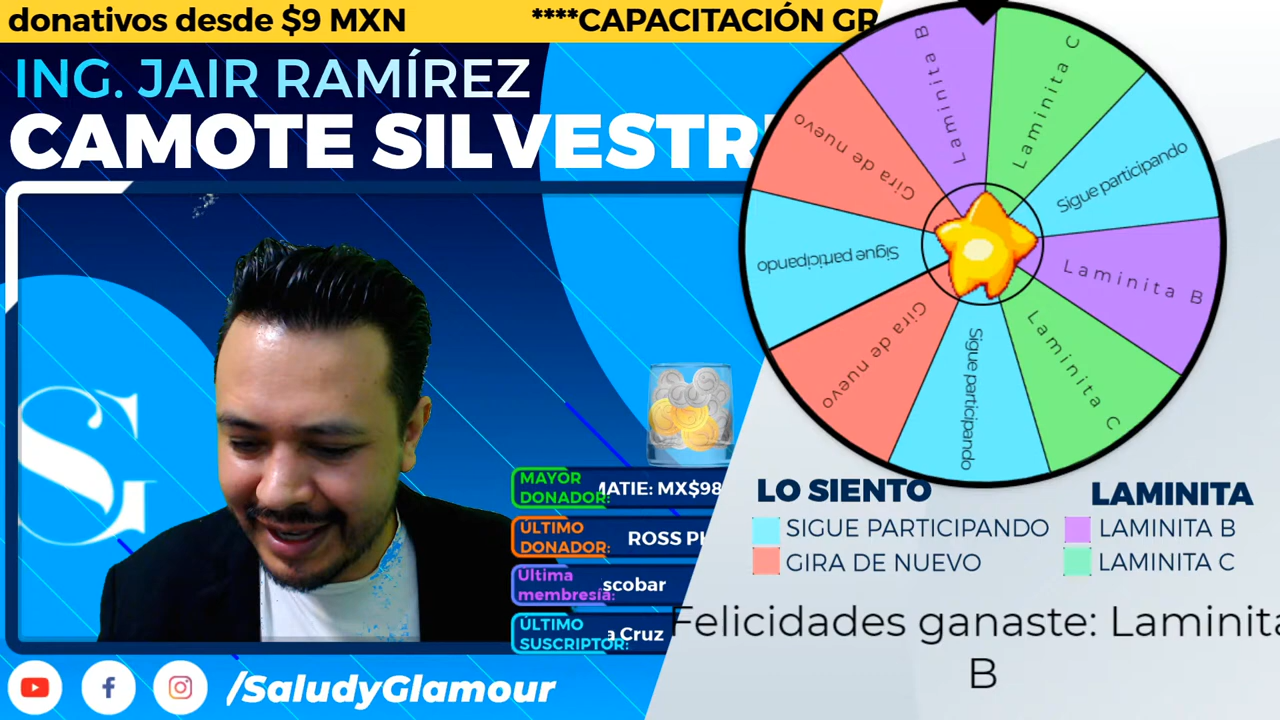 donativos desde $9 MXN
****CAPACITACIÓN GR
ING. JAIR RAMÍREZ
CAMOTE SILVESTR
S
MAYOR
DONADOR:
MATIE: MX$98
ÚLTIMO
DONADOR:
ROSS P
Última
membresía:
scobar
ÚLTIMO
SUSCRIPTOR:
a Cruz
/SaludyGlamour
Laminita B
Laminita C
Sigue participando
Laminita B
Laminita C
Sigue participando
Gira de nuevo
Sigue participando
Gira de nuevo
LO SIENTO
SIGUE PARTICIPANDO
GIRA DE NUEVO
LAMINITA
LAMINITA B
LAMINITA C
Felicidades ganaste: Laminita
B